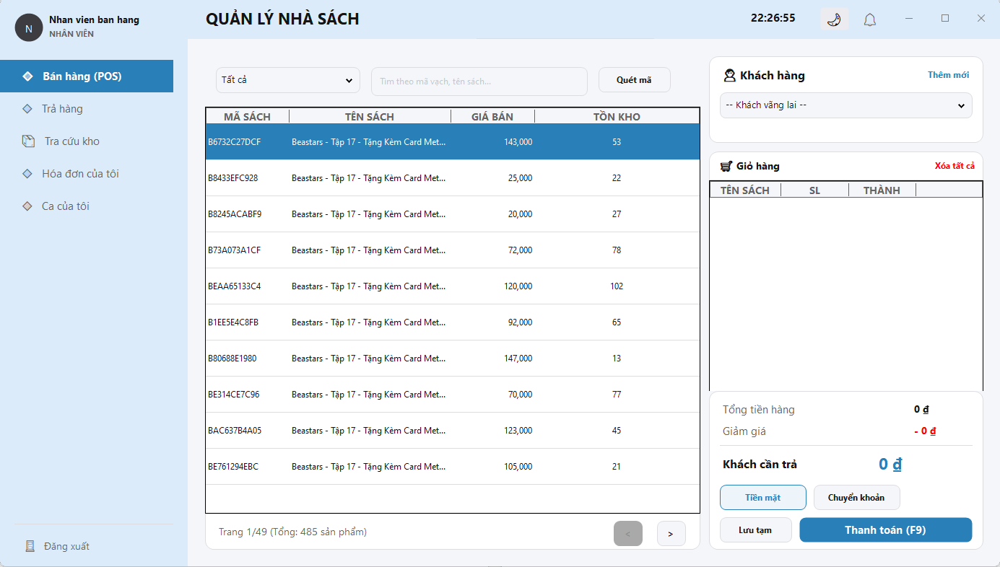 N
Nhan vien ban hang
NHÂN VIÊN
Bán hàng (POS)
Trả hàng
Tra cứu kho
Hóa đơn của tôi
Ca của tôi
Đăng xuất
QUẢN LÝ NHÀ SÁCH
22:26:55
Tất cả
Tìm theo mã vạch, tên sách...
Quét mã
MÃ SÁCH TÊN SÁCH GIÁ BÁN TỒN KHO
B6732C27DCF Beastars - Tập 17 - Tặng Kèm Card Met... 143,000 53
B8433EFC928 Beastars - Tập 17 - Tặng Kèm Card Met... 25,000 22
B8245ACABF9 Beastars - Tập 17 - Tặng Kèm Card Met... 20,000 27
B73A073A1CF Beastars - Tập 17 - Tặng Kèm Card Met... 72,000 78
BEAA65133C4 Beastars - Tập 17 - Tặng Kèm Card Met... 120,000 102
B1EE5E4C8FB Beastars - Tập 17 - Tặng Kèm Card Met... 92,000 65
B80688E1980 Beastars - Tập 17 - Tặng Kèm Card Met... 147,000 13
BE314CE7C96 Beastars - Tập 17 - Tặng Kèm Card Met... 70,000 77
BAC637B4A05 Beastars - Tập 17 - Tặng Kèm Card Met... 123,000 45
BE761294EBC Beastars - Tập 17 - Tặng Kèm Card Met... 105,000 21
Trang 1/49 (Tổng: 485 sản phẩm)
< >
Khách hàng
Thêm mới
-- Khách vãng lai --
Giỏ hàng
Xóa tất cả
TÊN SÁCH SL THÀNH
Tổng tiền hàng 0 ₫
Giảm giá - 0 ₫
Khách cần trả 0 ₫
Tiền mặt
Chuyển khoản
Lưu tạm
Thanh toán (F9)